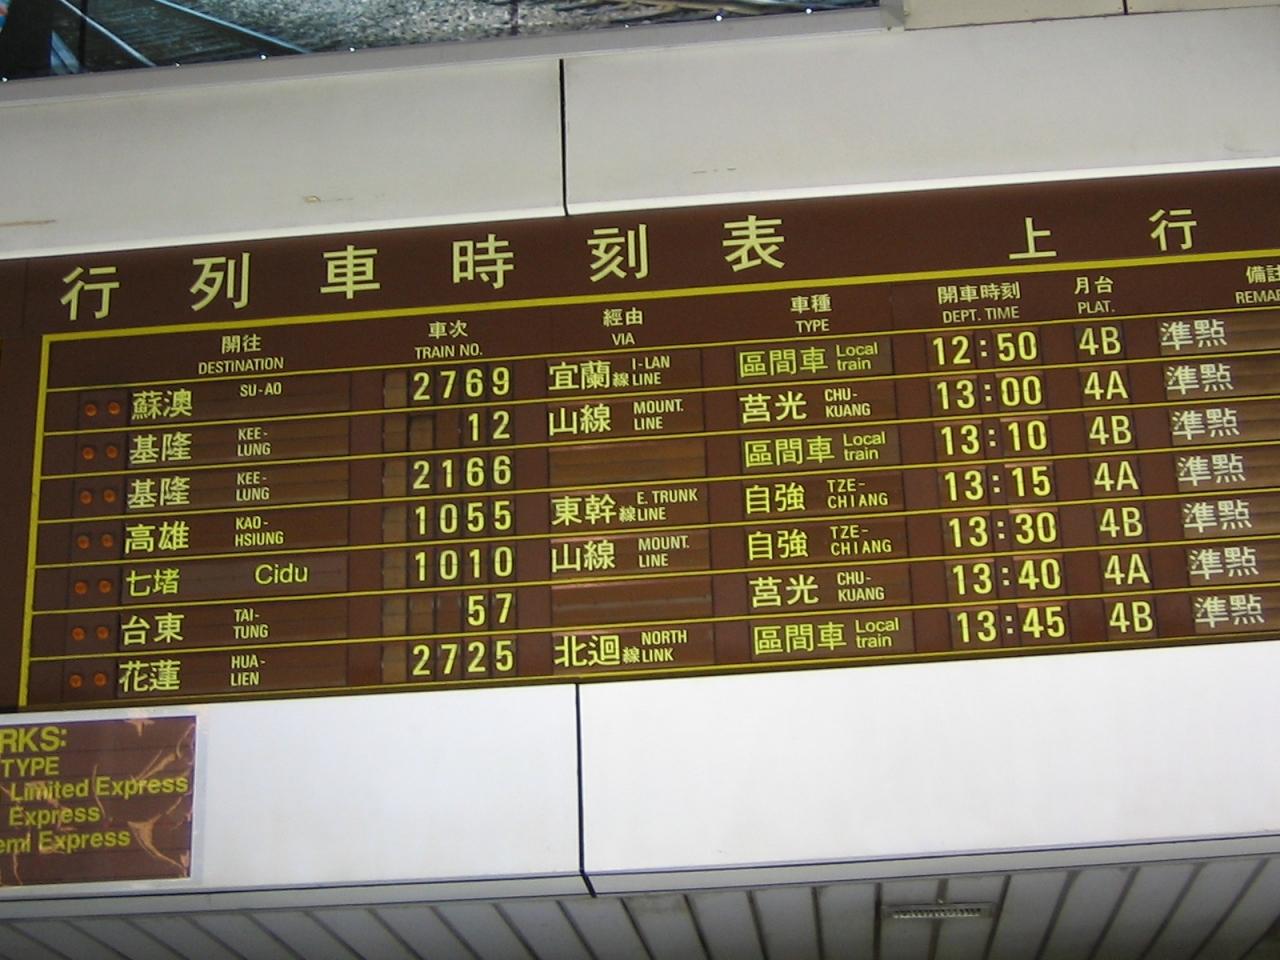 行 列 車 時 刻 表 上 行
開往 車次 經由 車種 開車時刻 月台 備註
DESTINATION TRAIN NO. VIA TYPE DEPT. TIME PLAT.
蘇澳 SU-AO 2769 宜蘭線 I-LAN LINE 區間車 Local train 12:50 4B 準點
基隆 KEE-LUNG 12 山線 MOUNT. LINE 莒光 CHU-KUANG 13:00 4A 準點
基隆 KEE-LUNG 2166 區間車 Local train 13:10 4B 準點
高雄 KAO-HSIUNG 1055 東幹線 E. TRUNK LINE 自強 TZE-CHIANG 13:15 4A 準點
七堵 Cidu 1010 山線 MOUNT. LINE 自強 TZE-CHIANG 13:30 4B 準點
台東 TAI-TUNG 57 莒光 CHU-KUANG 13:40 4A 準點
花蓮 HUA-LIEN 2725 北迴線 NORTH LINK 區間車 Local train 13:45 4B 準點
RKS:
TYPE
Limited Express
Express
emi Express